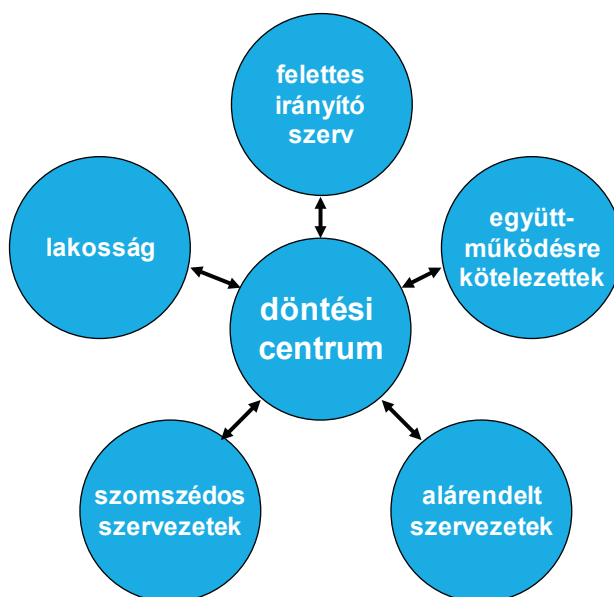 felettes
irányító
szerv
lakosság
együtt-
működésre
kötelezettek
döntési
centrum
szomszédos
szervezetek
alárendelt
szervezetek